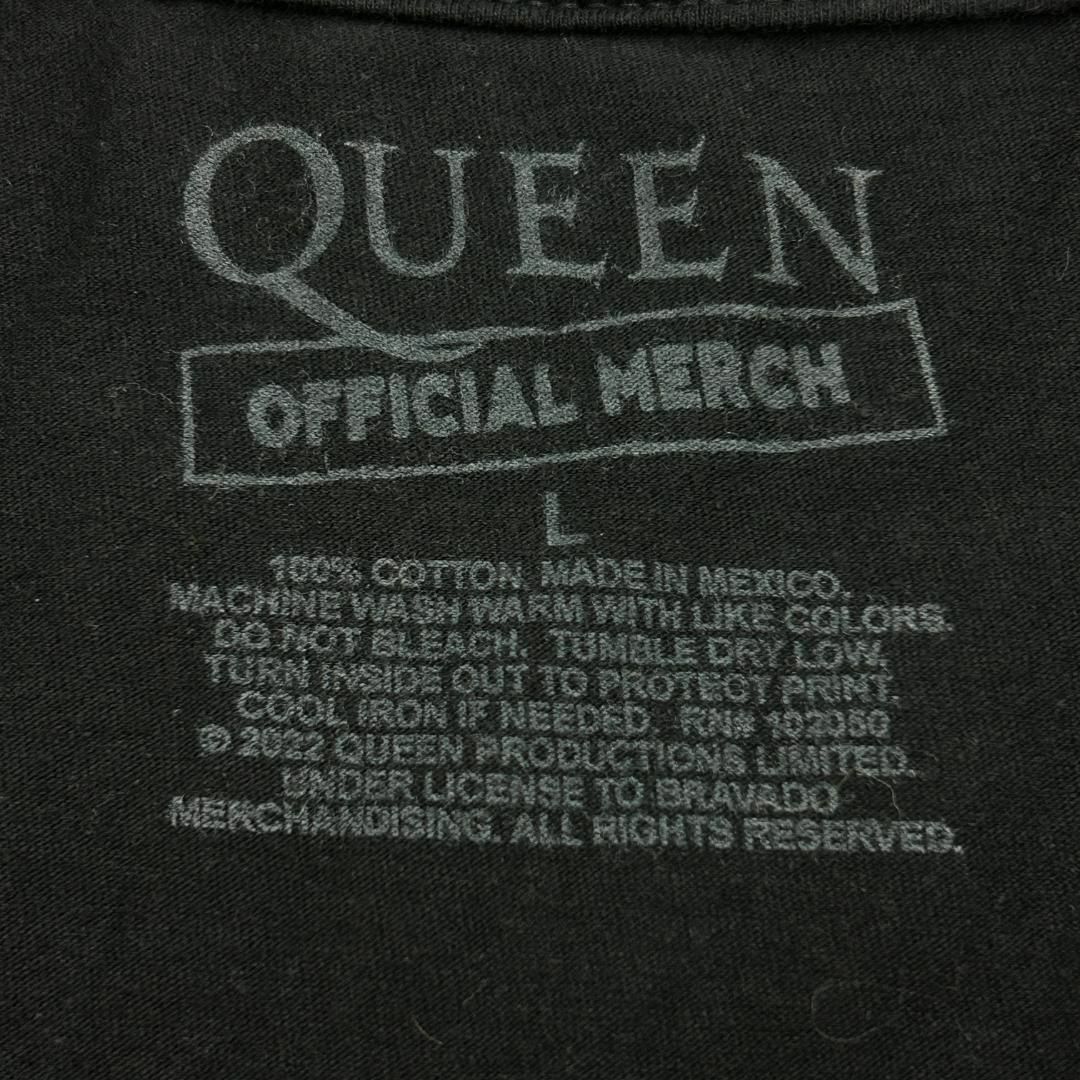 QUEEN
OFFICIAL MERCH
L
100% COTTON. MADE IN MEXICO.
MACHINE WASH WARM WITH LIKE COLORS.
DO NOT BLEACH. TUMBLE DRY LOW.
TURN INSIDE OUT TO PROTECT PRINT.
COOL IRON IF NEEDED. RN# 102050
© 2022 QUEEN PRODUCTIONS LIMITED.
UNDER LICENSE TO BRAVADO
MERCHANDISING. ALL RIGHTS RESERVED.